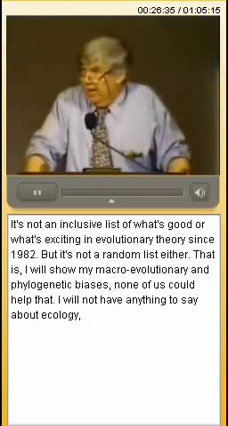 00:26:35 / 01:05:15
It's not an inclusive list of what's good or
what's exciting in evolutionary theory since
1982. But it's not a random list either. That
is, I will show my macro-evolutionary and
phylogenetic biases, none of us could
help that. I will not have anything to say
about ecology,